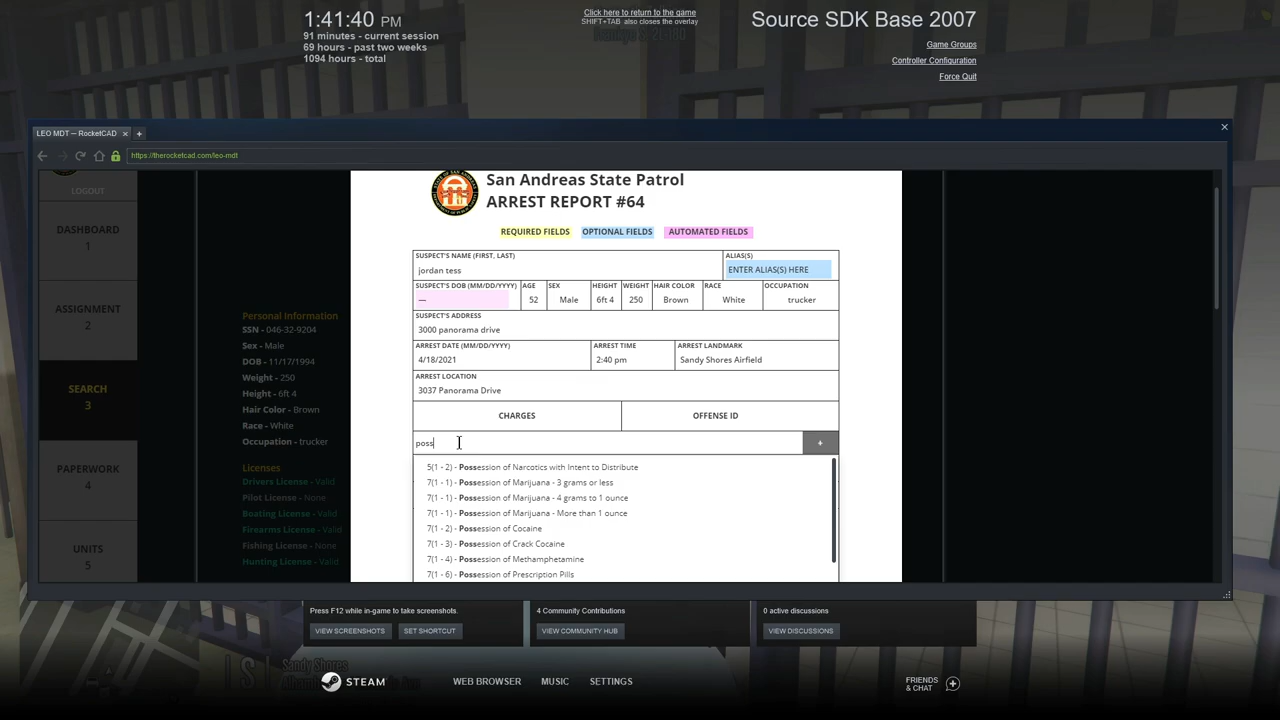 1:41:40 PM
91 minutes - current session
69 hours - past two weeks
1094 hours - total
Click here to return to the game
SHIFT+TAB also closes the overlay
Source SDK Base 2007
Game Groups
Controller Configuration
Force Quit
LEO MDT — RocketCAD
https://therocketcad.com/leo-mdt
LOGOUT
DASHBOARD
1
ASSIGNMENT
2
SEARCH
3
PAPERWORK
4
UNITS
5
Personal Information
SSN - 046-32-9204
Sex - Male
DOB - 11/17/1994
Weight - 250
Height - 6ft 4
Hair Color - Brown
Race - White
Occupation - trucker
Licenses
Drivers License - Valid
Pilot License - None
Boating License - Valid
Firearms License - Valid
Fishing License - None
Hunting License - Valid
San Andreas State Patrol
ARREST REPORT #64
REQUIRED FIELDS OPTIONAL FIELDS AUTOMATED FIELDS
SUSPECT'S NAME (FIRST, LAST) ALIAS(S)
jordan tess ENTER ALIAS(S) HERE
SUSPECT'S DOB (MM/DD/YYYY) AGE SEX HEIGHT WEIGHT HAIR COLOR RACE OCCUPATION
— 52 Male 6ft 4 250 Brown White trucker
SUSPECT'S ADDRESS
3000 panorama drive
ARREST DATE (MM/DD/YYYY) ARREST TIME ARREST LANDMARK
4/18/2021 2:40 pm Sandy Shores Airfield
ARREST LOCATION
3037 Panorama Drive
CHARGES OFFENSE ID
poss +
5(1 - 2) - Possession of Narcotics with Intent to Distribute
7(1 - 1) - Possession of Marijuana - 3 grams or less
7(1 - 1) - Possession of Marijuana - 4 grams to 1 ounce
7(1 - 1) - Possession of Marijuana - More than 1 ounce
7(1 - 2) - Possession of Cocaine
7(1 - 3) - Possession of Crack Cocaine
7(1 - 4) - Possession of Methamphetamine
7(1 - 6) - Possession of Prescription Pills
Press F12 while in-game to take screenshots.
VIEW SCREENSHOTS SET SHORTCUT
4 Community Contributions
VIEW COMMUNITY HUB
0 active discussions
VIEW DISCUSSIONS
Sandy Shores
STEAM
WEB BROWSER MUSIC SETTINGS
FRIENDS
& CHAT